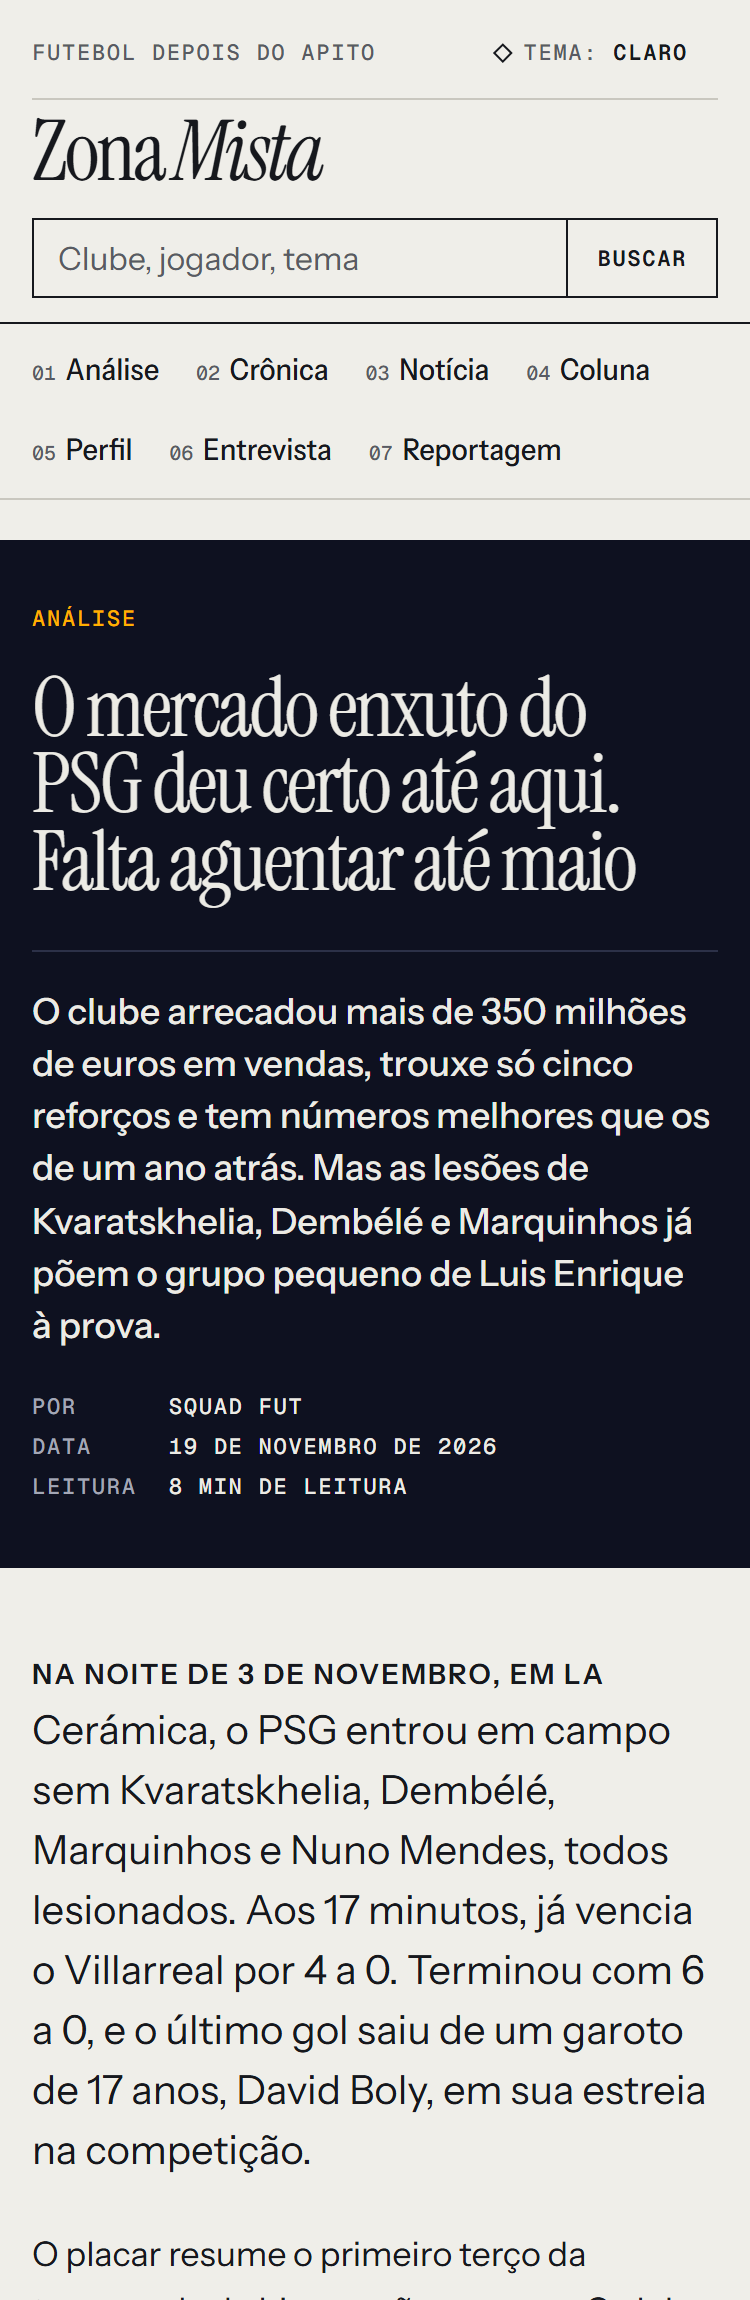 FUTEBOL DEPOIS DO APITO
TEMA: CLARO
Zona Mista
Clube, jogador, tema
BUSCAR
01 Análise
02 Crônica
03 Notícia
04 Coluna
05 Perfil
06 Entrevista
07 Reportagem
ANÁLISE
O mercado enxuto do
PSG deu certo até aqui.
Falta aguentar até maio
O clube arrecadou mais de 350 milhões
de euros em vendas, trouxe só cinco
reforços e tem números melhores que os
de um ano atrás. Mas as lesões de
Kvaratskhelia, Dembélé e Marquinhos já
põem o grupo pequeno de Luis Enrique
à prova.
POR SQUAD FUT
DATA 19 DE NOVEMBRO DE 2026
LEITURA 8 MIN DE LEITURA
NA NOITE DE 3 DE NOVEMBRO, EM LA
Cerámica, o PSG entrou em campo
sem Kvaratskhelia, Dembélé,
Marquinhos e Nuno Mendes, todos
lesionados. Aos 17 minutos, já vencia
o Villarreal por 4 a 0. Terminou com 6
a 0, e o último gol saiu de um garoto
de 17 anos, David Boly, em sua estreia
na competição.
O placar resume o primeiro terço da